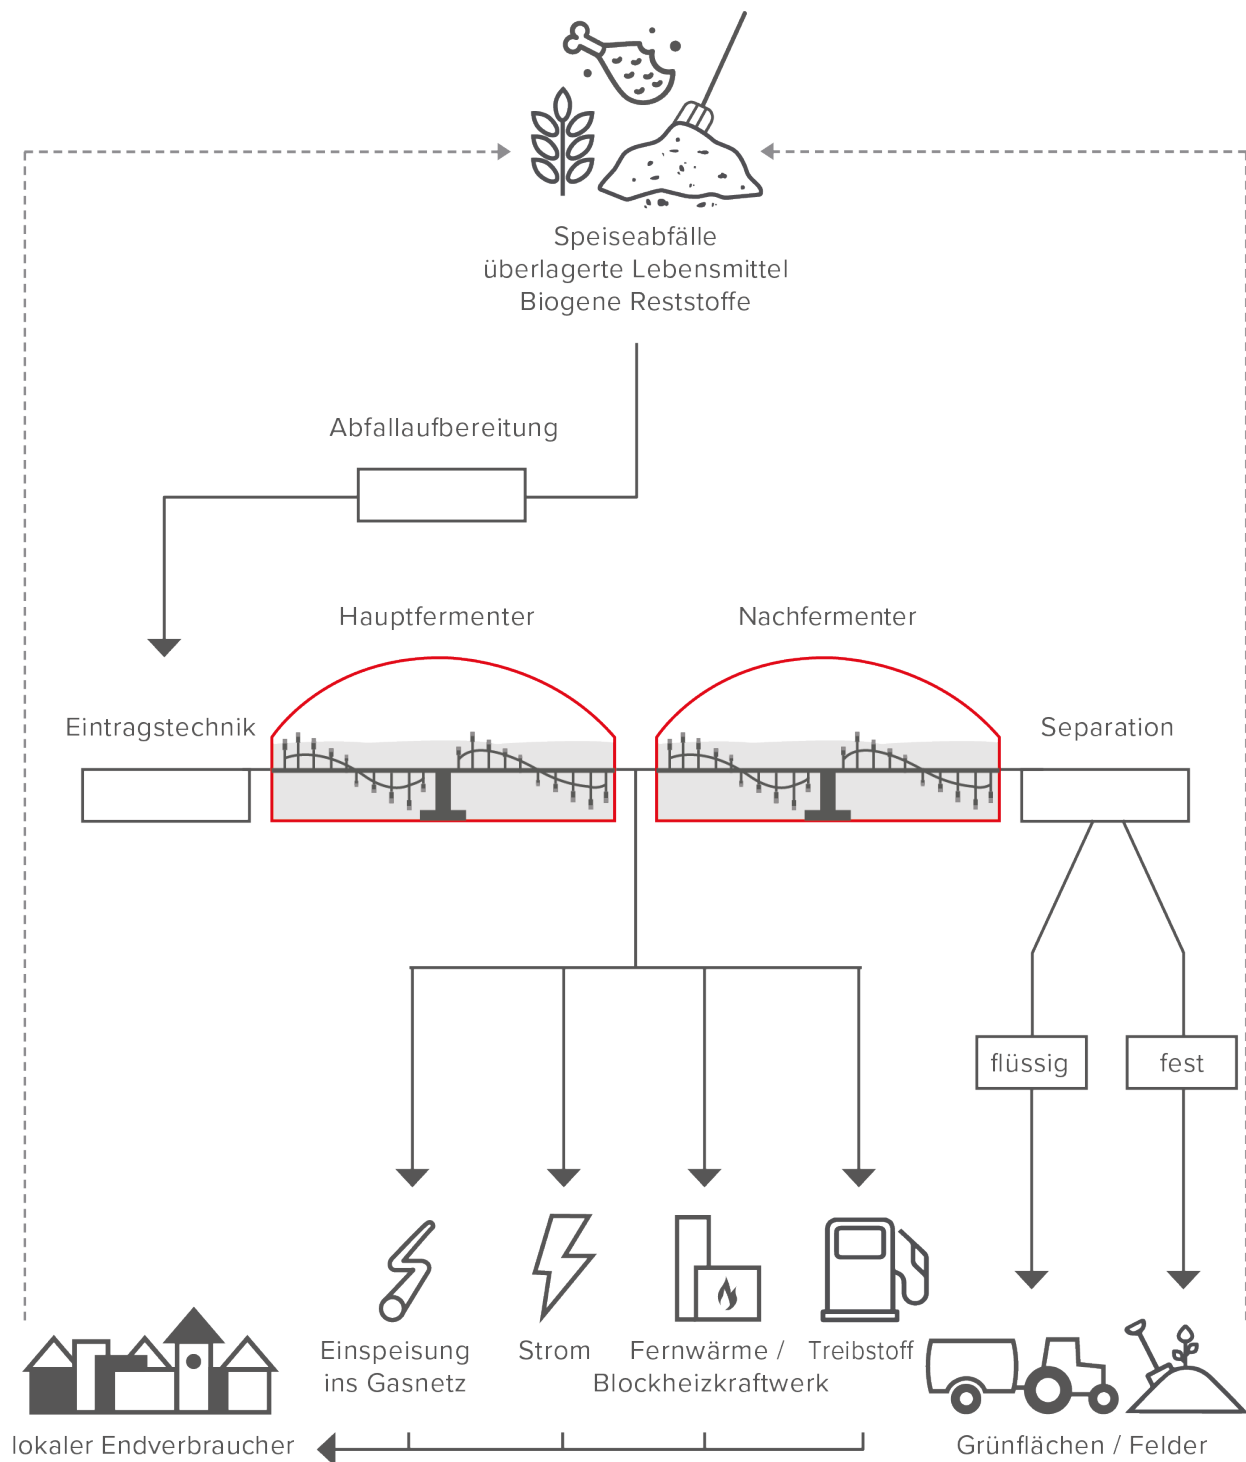 Speiseabfälle
überlagerte Lebensmittel
Biogene Reststoffe
Abfallaufbereitung
Hauptfermenter
Nachfermenter
Eintragstechnik
Separation
flüssig
fest
Einspeisung
ins Gasnetz
Strom
Fernwärme /
Blockheizkraftwerk
Treibstoff
lokaler Endverbraucher
Grünflächen / Felder